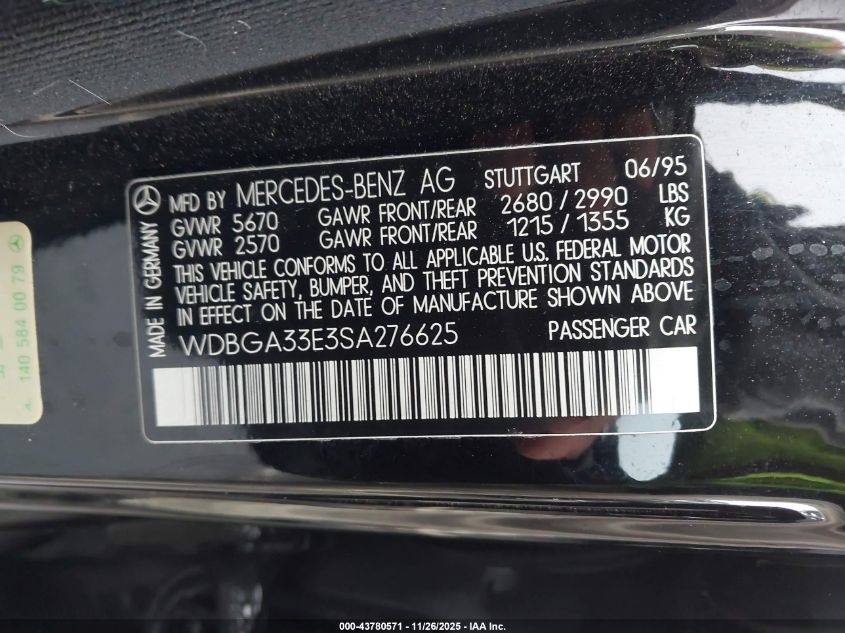 MFD BY MERCEDES-BENZ AG STUTTGART 06/95
GVWR 5670 GAWR FRONT/REAR 2680 / 2990 LBS
GVWR 2570 GAWR FRONT/REAR 1215 / 1355 KG
THIS VEHICLE CONFORMS TO ALL APPLICABLE U.S. FEDERAL MOTOR
VEHICLE SAFETY, BUMPER, AND THEFT PREVENTION STANDARDS
IN EFFECT ON THE DATE OF MANUFACTURE SHOWN ABOVE
WDBGA33E3SA276625 PASSENGER CAR
MADE IN GERMANY
140 584 00 79
000-43780571 | 11/26/2025 | IAA Inc.